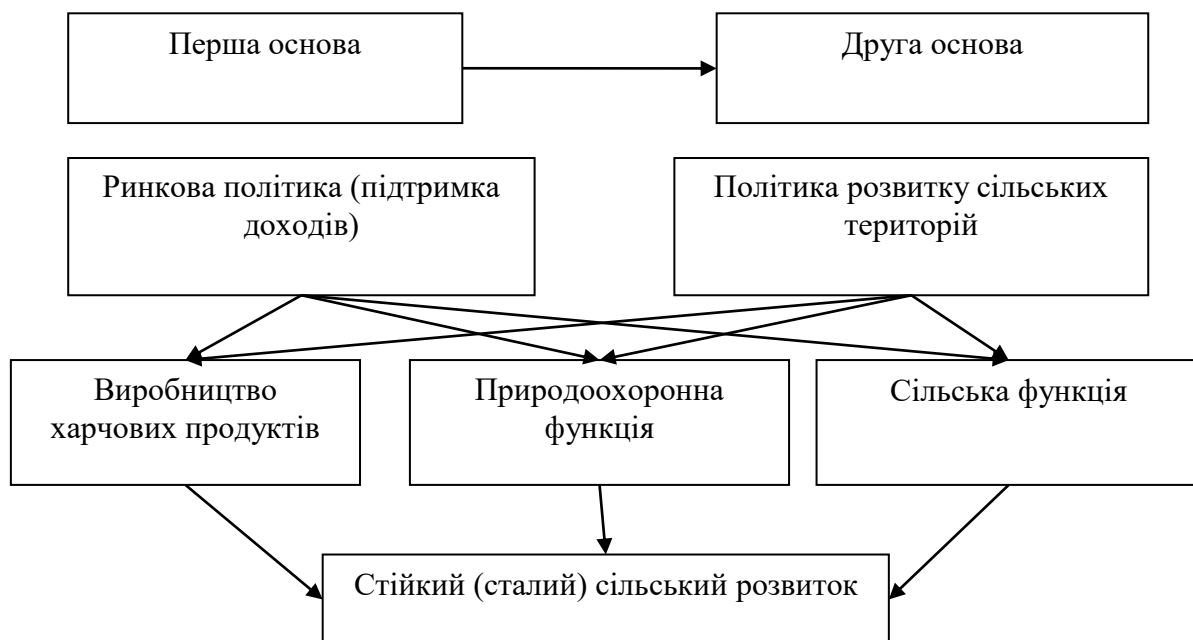 Перша основа
Друга основа
Ринкова політика (підтримка
доходів)
Політика розвитку сільських
територій
Виробництво
харчових продуктів
Природоохоронна
функція
Сільська функція
Стійкий (сталий) сільський розвиток